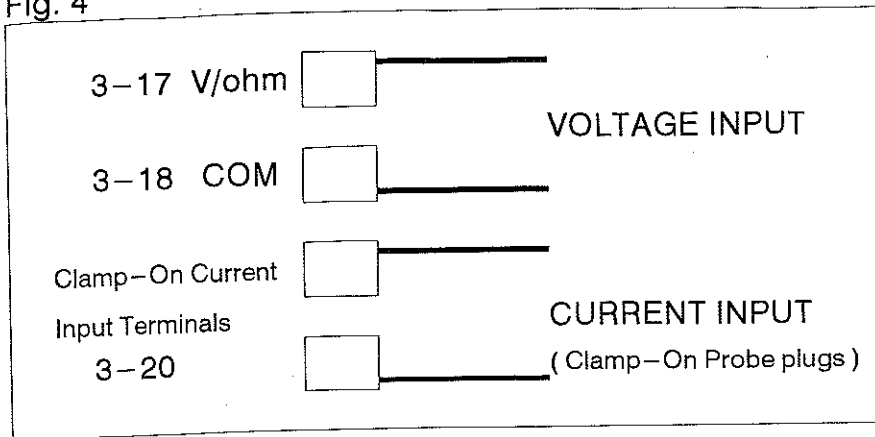 Fig. 4
3-17 V/ohm
VOLTAGE INPUT
3-18 COM
Clamp-On Current
Input Terminals
3-20
CURRENT INPUT
( Clamp-On Probe plugs )